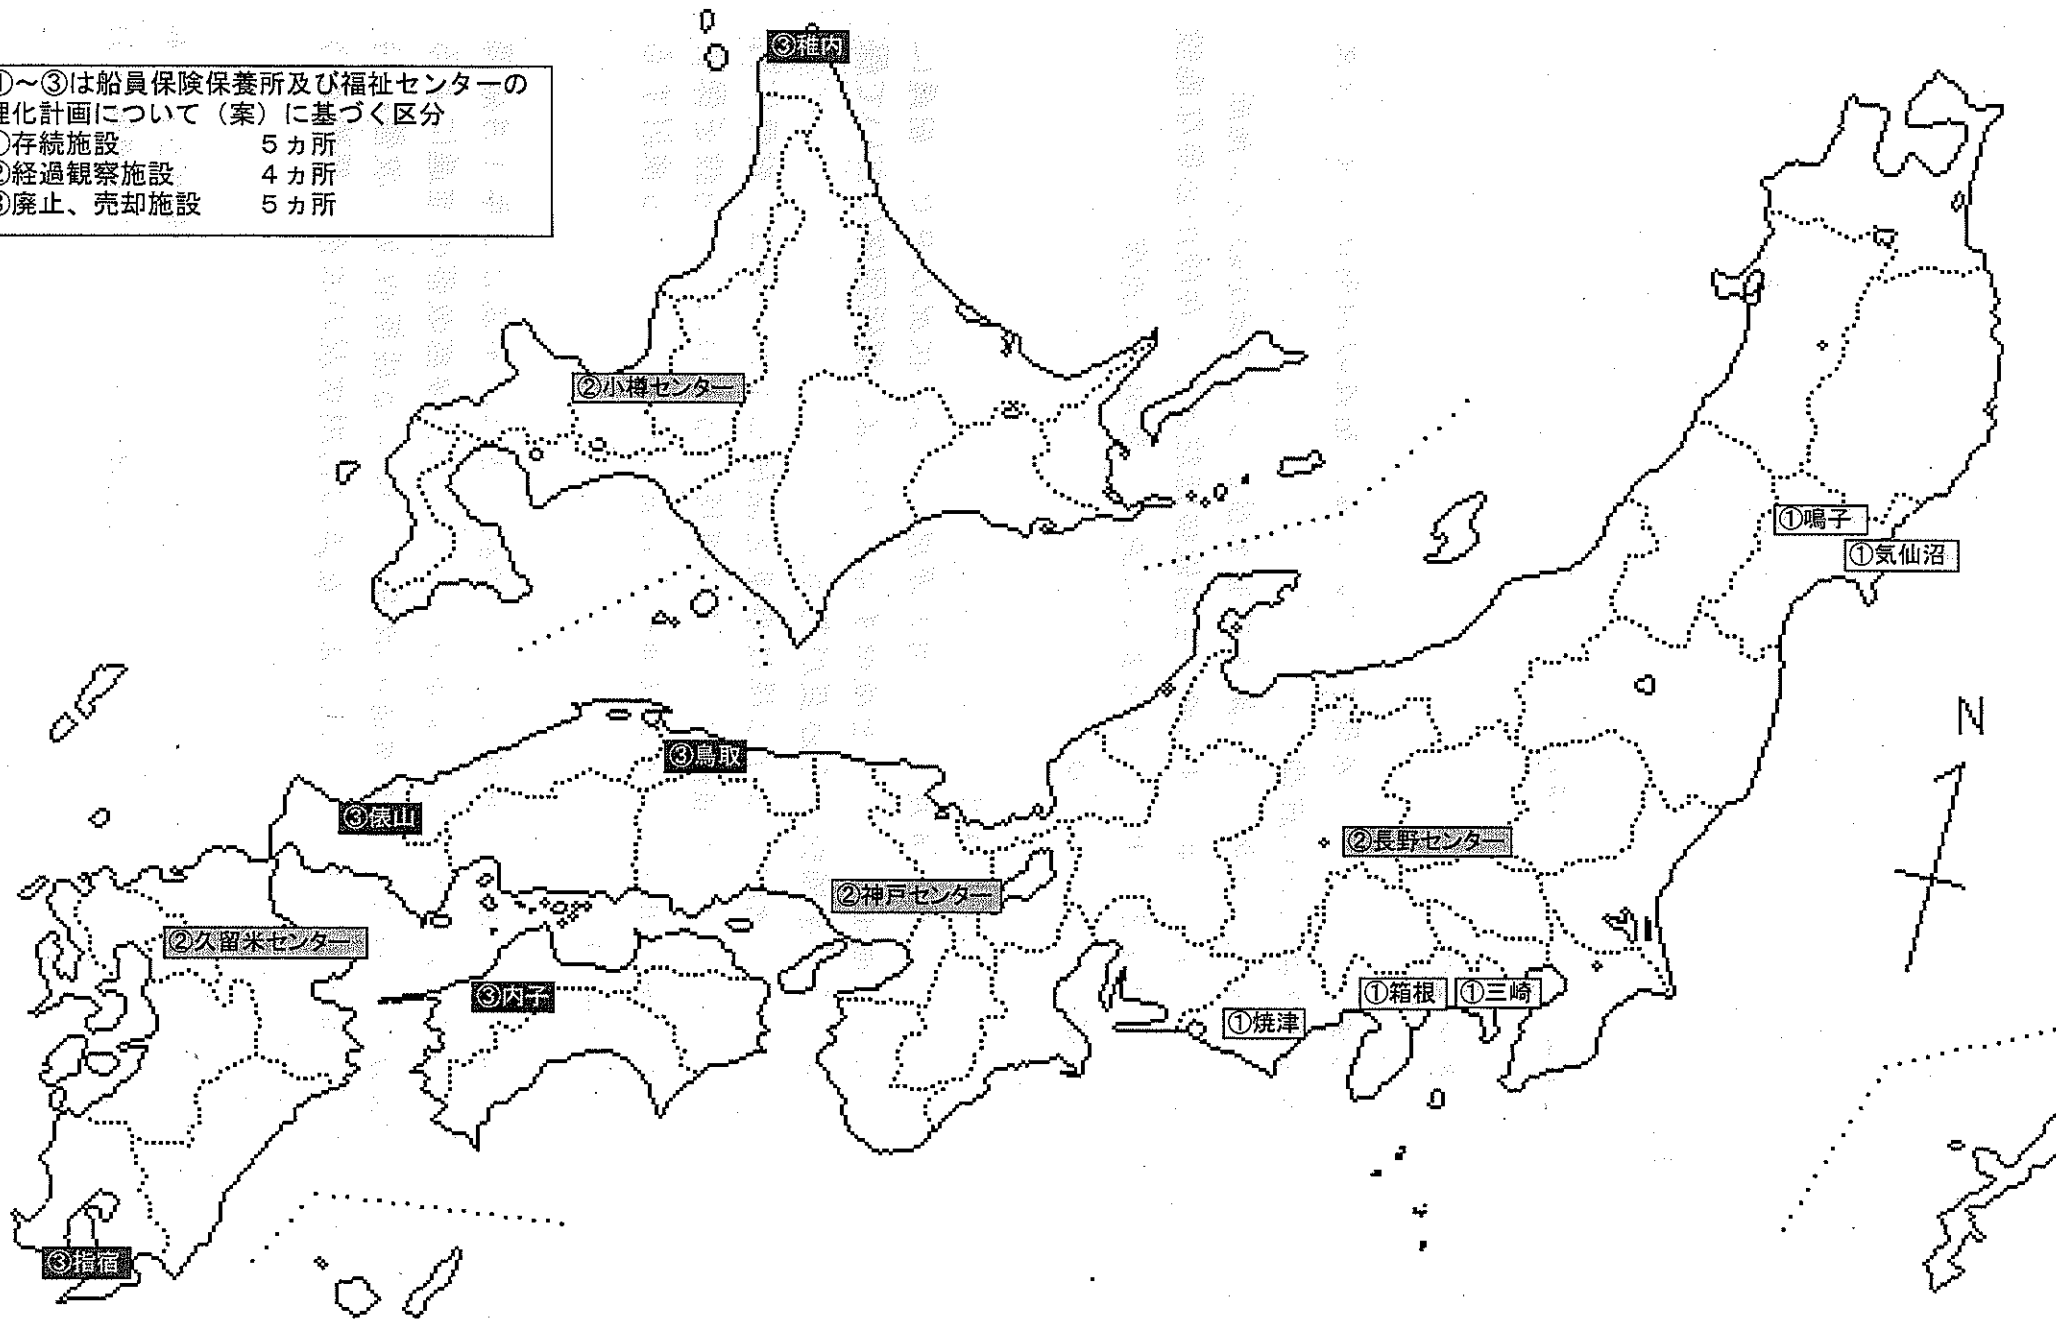 ①～③は船員保険保養所及び福祉センターの
理化計画について（案）に基づく区分
①存続施設 5ヵ所
②経過観察施設 4ヵ所
③廃止、売却施設 5ヵ所
③稚内
②小樽センター
①鳴子
①気仙沼
N
③鳥取
③俵山
②長野センター
②神戸センター
②久留米センター
③内子
①箱根
①三崎
①焼津
③指宿